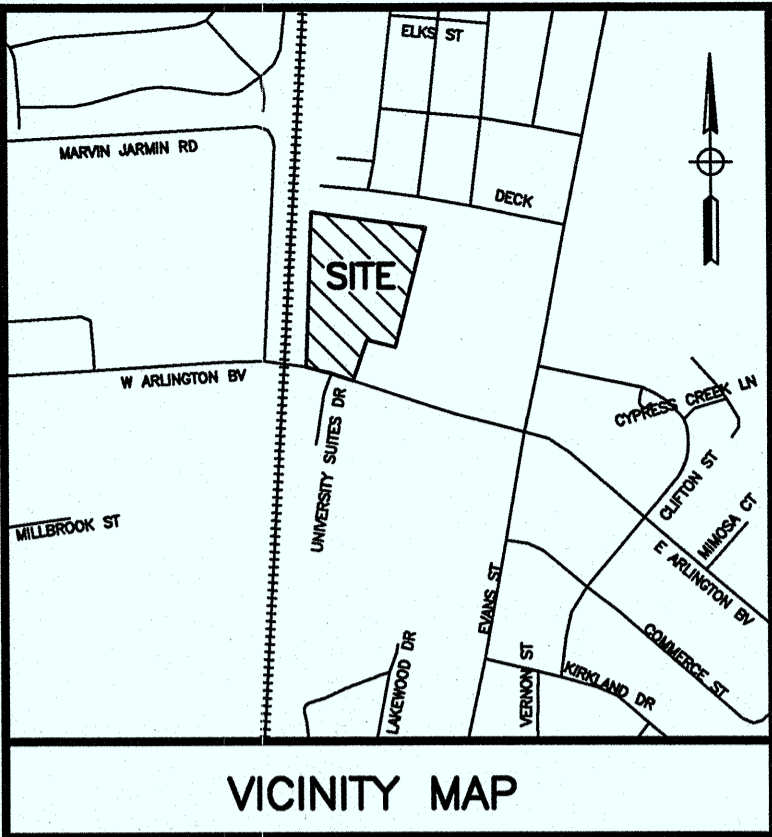 ELKS ST
MARVIN JARMIN RD
DECK
SITE
W ARLINGTON BV
CYPRESS CREEK LN
UNIVERSITY SUITES DR
CLIFTON ST
MILLBROOK ST
MIMOSA CT
E ARLINGTON BV
EVANS ST
COMMERCE ST
LAKEWOOD DR
VERNON ST
KIRKLAND DR
VICINITY MAP